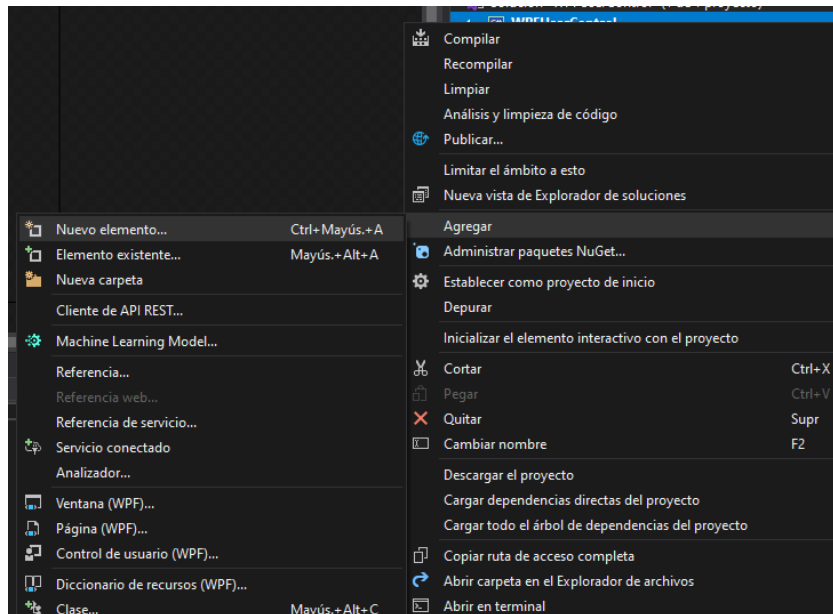 WPFUserControl
Compilar
Recompilar
Limpiar
Análisis y limpieza de código
Publicar...
Limitar el ámbito a esto
Nueva vista de Explorador de soluciones
Agregar
Administrar paquetes NuGet...
Establecer como proyecto de inicio
Depurar
Inicializar el elemento interactivo con el proyecto
Cortar Ctrl+X
Pegar Ctrl+V
Quitar Supr
Cambiar nombre F2
Descargar el proyecto
Cargar dependencias directas del proyecto
Cargar todo el árbol de dependencias del proyecto
Copiar ruta de acceso completa
Abrir carpeta en el Explorador de archivos
Abrir en terminal
Nuevo elemento... Ctrl+Mayús.+A
Elemento existente... Mayús.+Alt+A
Nueva carpeta
Cliente de API REST...
Machine Learning Model...
Referencia...
Referencia web...
Referencia de servicio...
Servicio conectado
Analizador...
Ventana (WPF)...
Página (WPF)...
Control de usuario (WPF)...
Diccionario de recursos (WPF)...
Clase... Mayús.+Alt+C